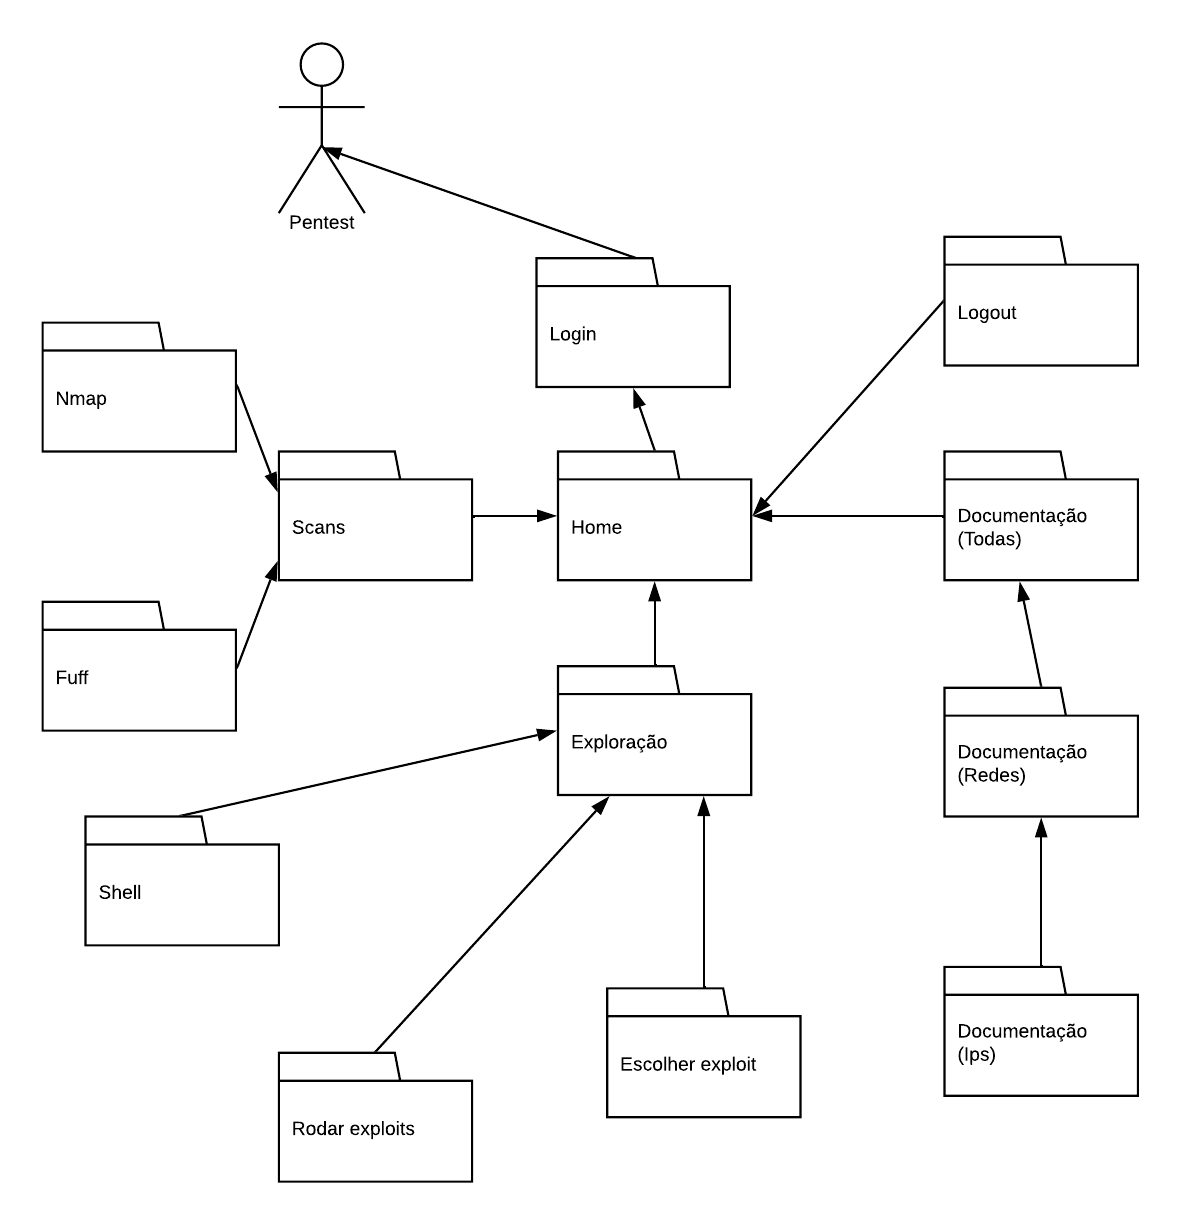 Pentest
Logout
Login
Nmap
Scans
Home
Documentação
(Todas)
Fuff
Exploração
Documentação
(Redes)
Shell
Escolher exploit
Documentação
(Ips)
Rodar exploits